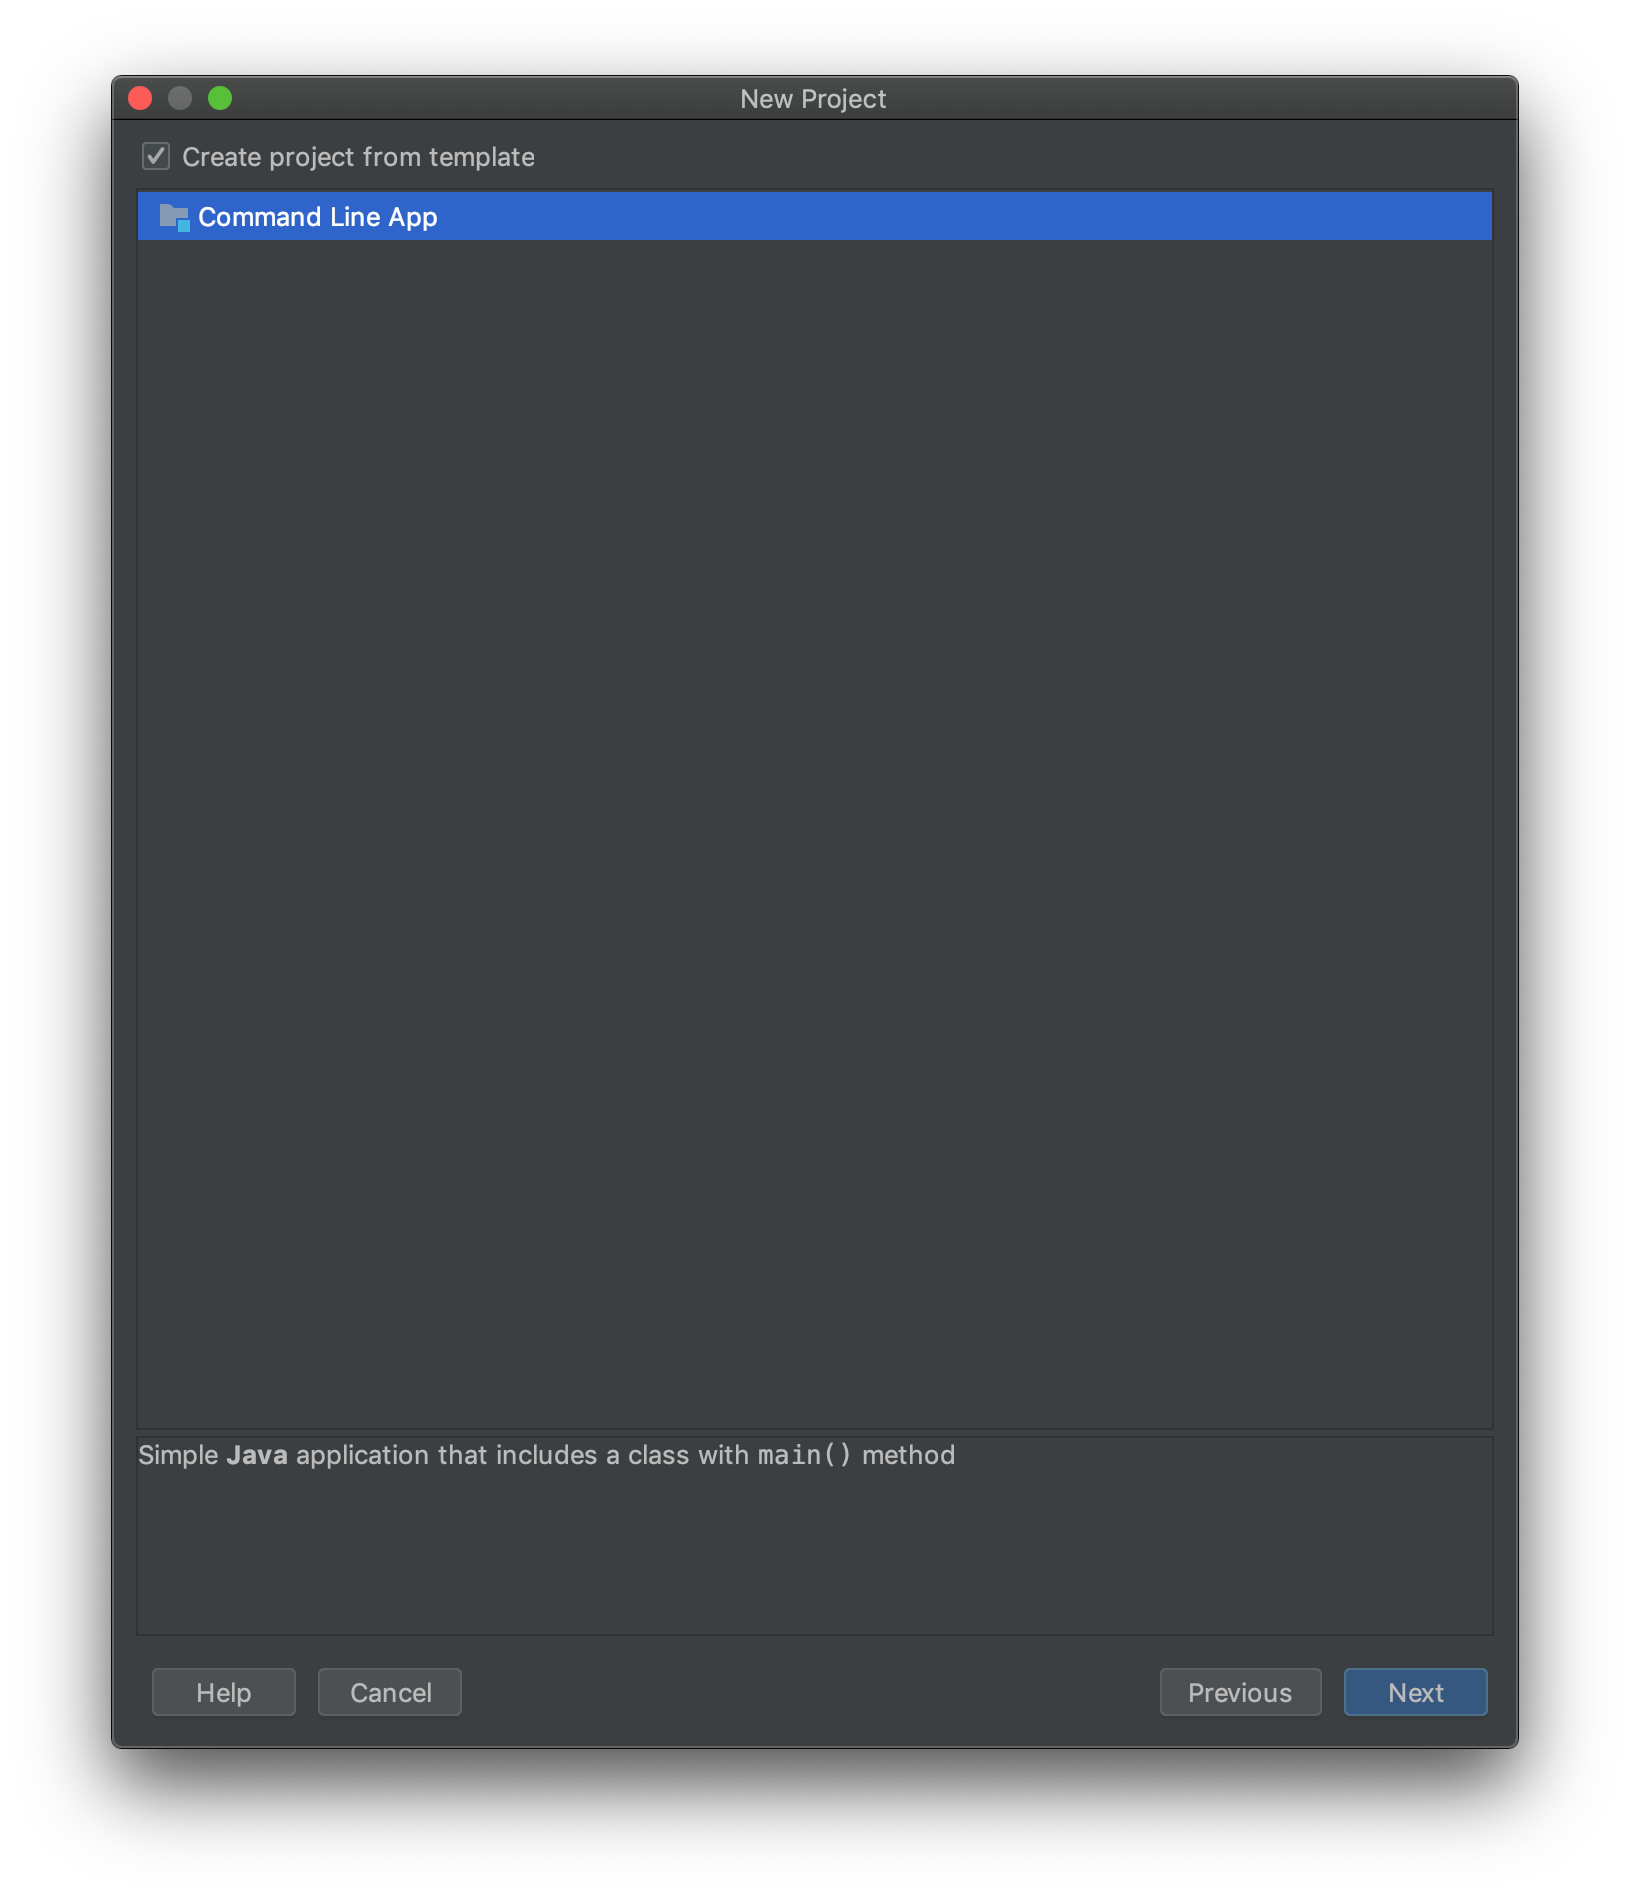 New Project
Create project from template
Command Line App
Simple Java application that includes a class with main() method
Help Cancel Previous Next